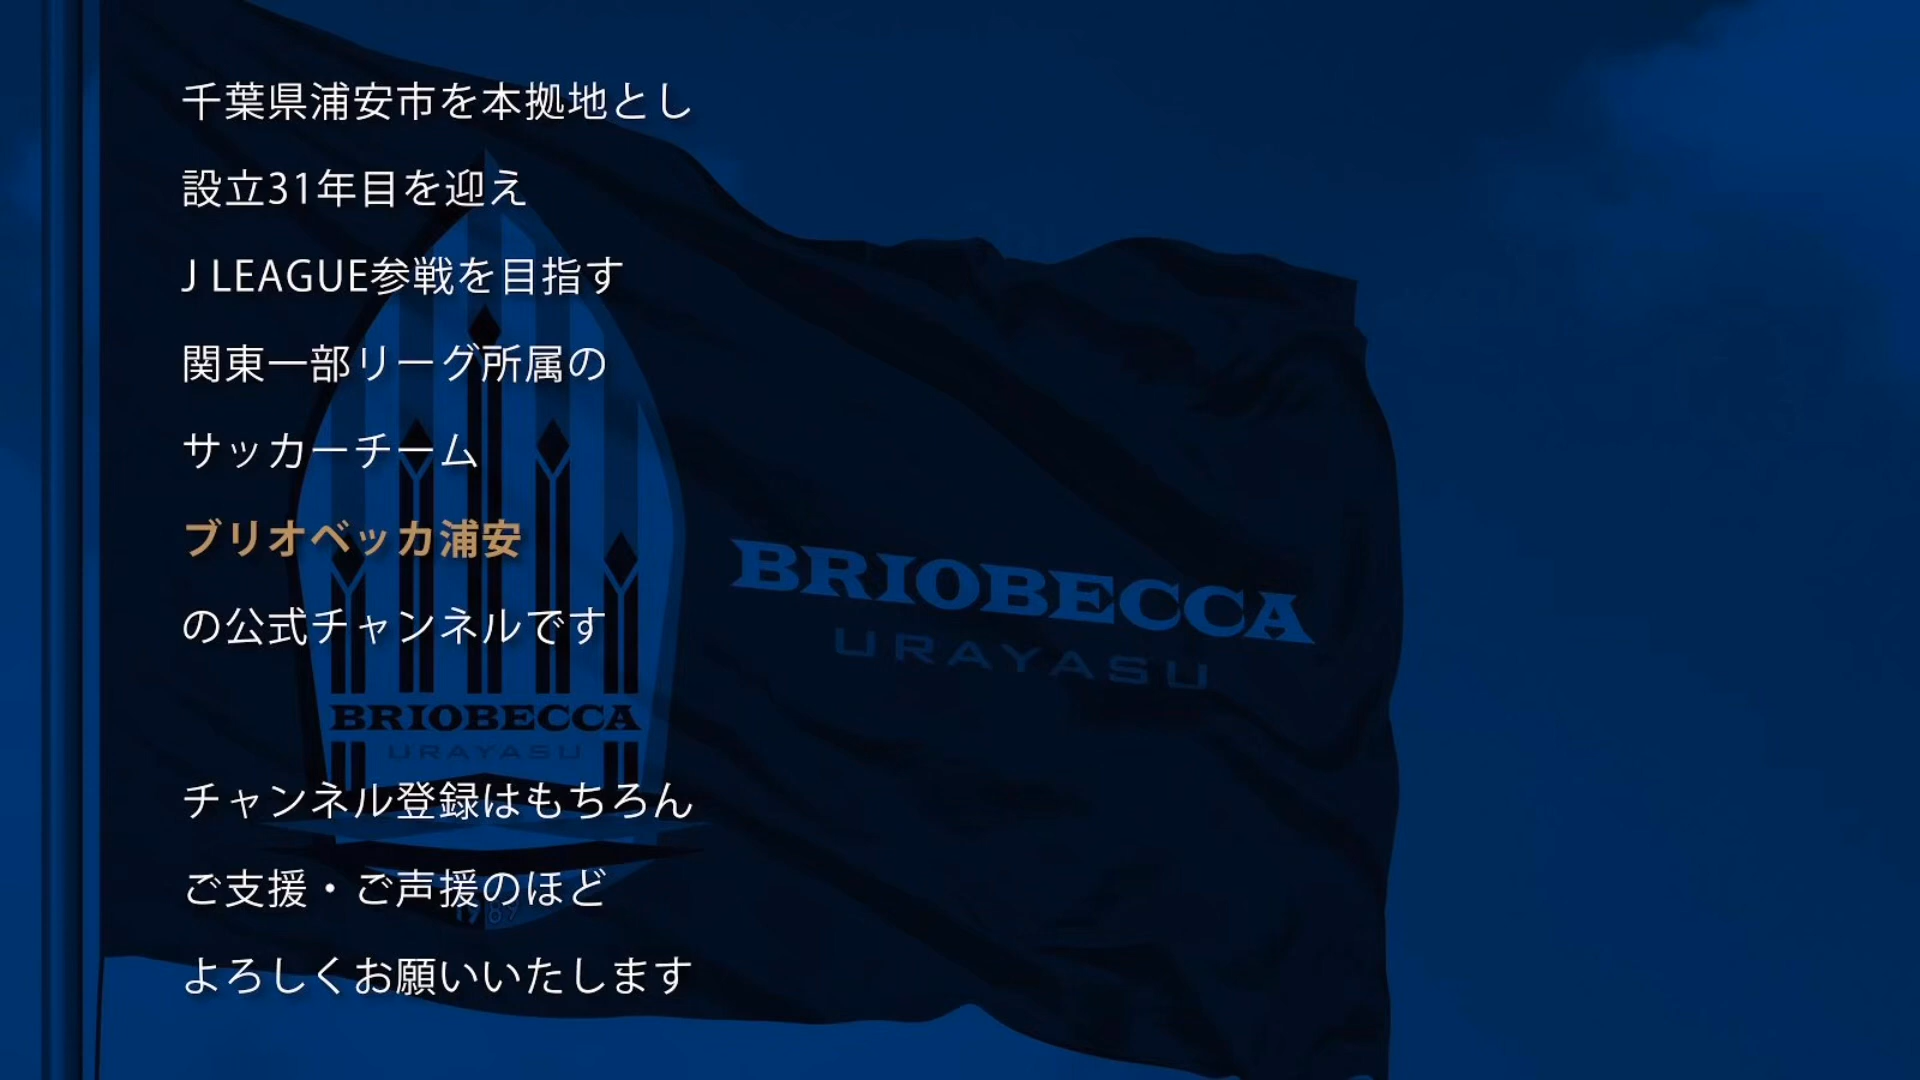 千葉県浦安市を本拠地とし
設立31年目を迎え
J LEAGUE参戦を目指す
関東一部リーグ所属の
サッカーチーム
ブリオベッカ浦安
の公式チャンネルです
BRIOBECCA
URAYASU
BRIOBECCA
URAYASU
チャンネル登録はもちろん
ご支援・ご声援のほど
よろしくお願いいたします